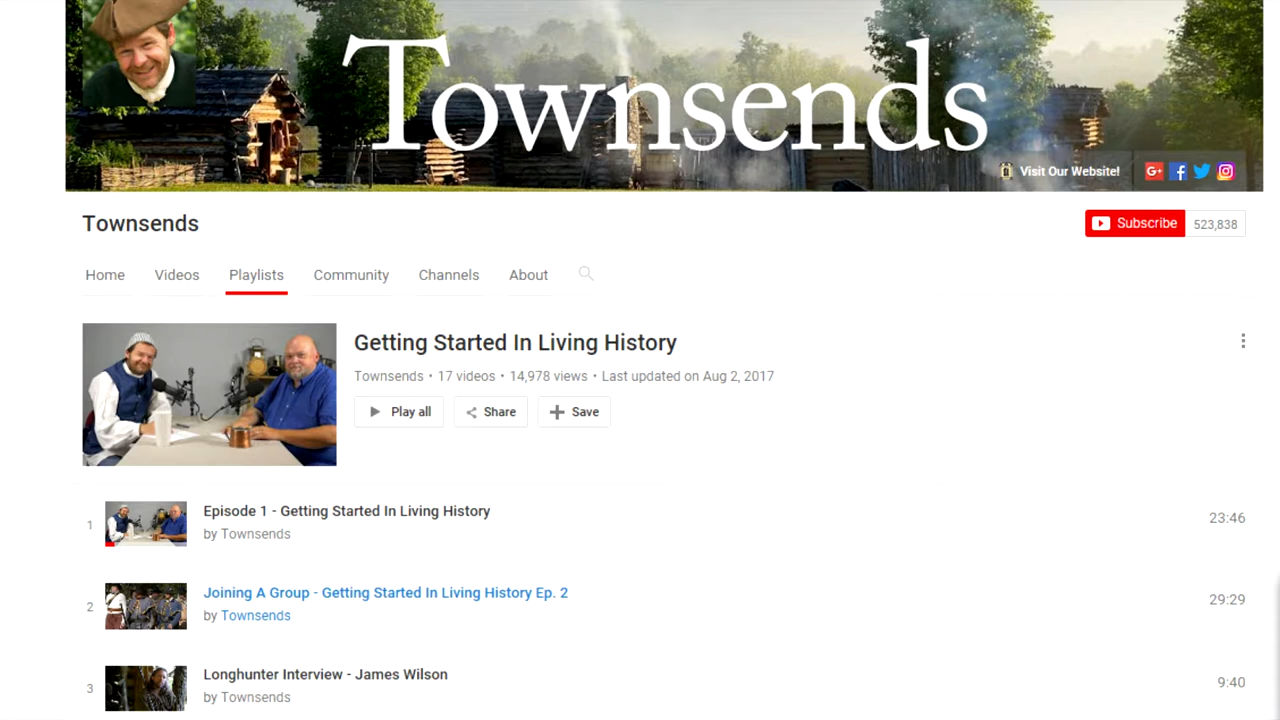 Townsends
Visit Our Website!
Townsends
Subscribe 523,838
Home Videos Playlists Community Channels About
Getting Started In Living History
Townsends • 17 videos • 14,978 views • Last updated on Aug 2, 2017
Play all Share Save
1 Episode 1 - Getting Started In Living History 23:46
by Townsends
2 Joining A Group - Getting Started In Living History Ep. 2 29:29
by Townsends
3 Longhunter Interview - James Wilson 9:40
by Townsends